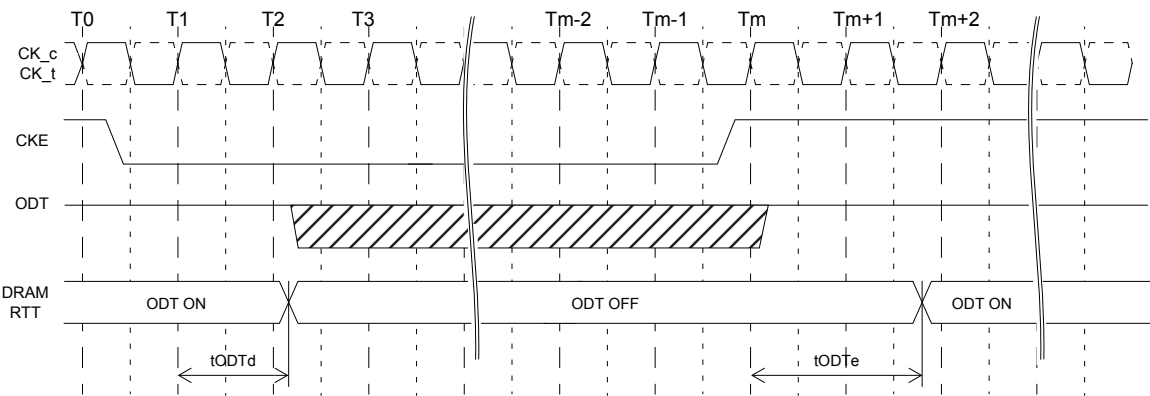 T0 T1 T2 T3 Tm-2 Tm-1 Tm Tm+1 Tm+2
CK_c
CK_t
CKE
ODT
DRAM
RTT
ODT ON ODT OFF ODT ON
tODTd tODTe